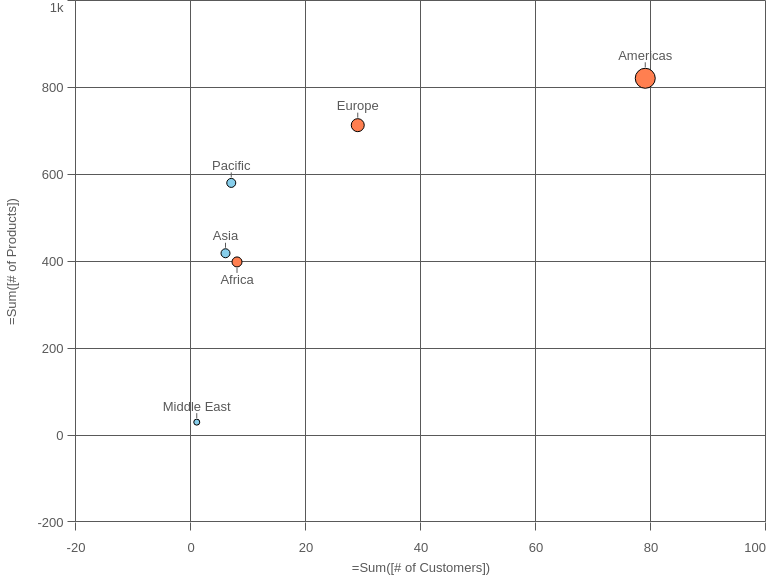 1k
Americas
800
Europe
Pacific
600
Asia
400
Africa
=Sum([# of Products])
200
Middle East
0
-200
-20
0
20
40
60
80
100
=Sum([# of Customers])